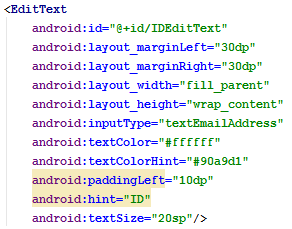 <EditText
android:id="@+id/IDEditText"
android:layout_marginLeft="30dp"
android:layout_marginRight="30dp"
android:layout_width="fill_parent"
android:layout_height="wrap_content"
android:inputType="textEmailAddress"
android:textColor="#ffffff"
android:textColorHint="#90a9d1"
android:paddingLeft="10dp"
android:hint="ID"
android:textSize="20sp"/>